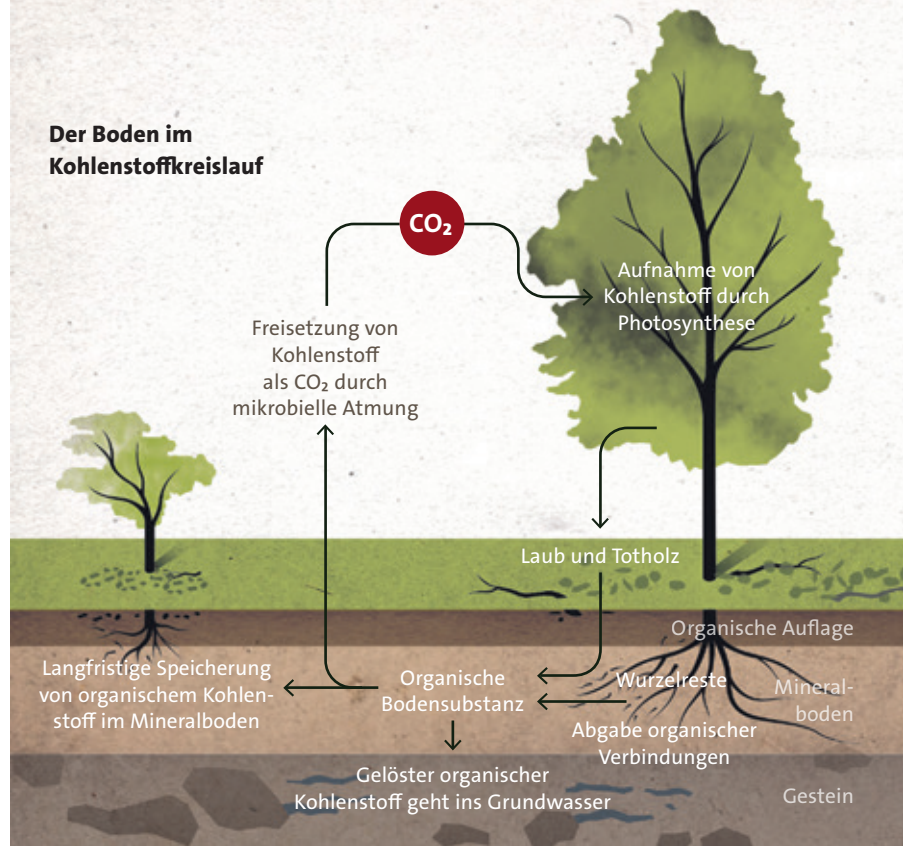 Der Boden im
Kohlenstoffkreislauf
CO₂
Aufnahme von
Kohlenstoff durch
Photosynthese
Freisetzung von
Kohlenstoff
als CO₂ durch
mikrobielle Atmung
Laub und Totholz
Organische Auflage
Langfristige Speicherung
von organischem Kohlen-
stoff im Mineralboden
Organische
Bodensubstanz
Wurzelreste
Mineral-
boden
Abgabe organischer
Verbindungen
Gelöster organischer
Kohlenstoff geht ins Grundwasser
Gestein